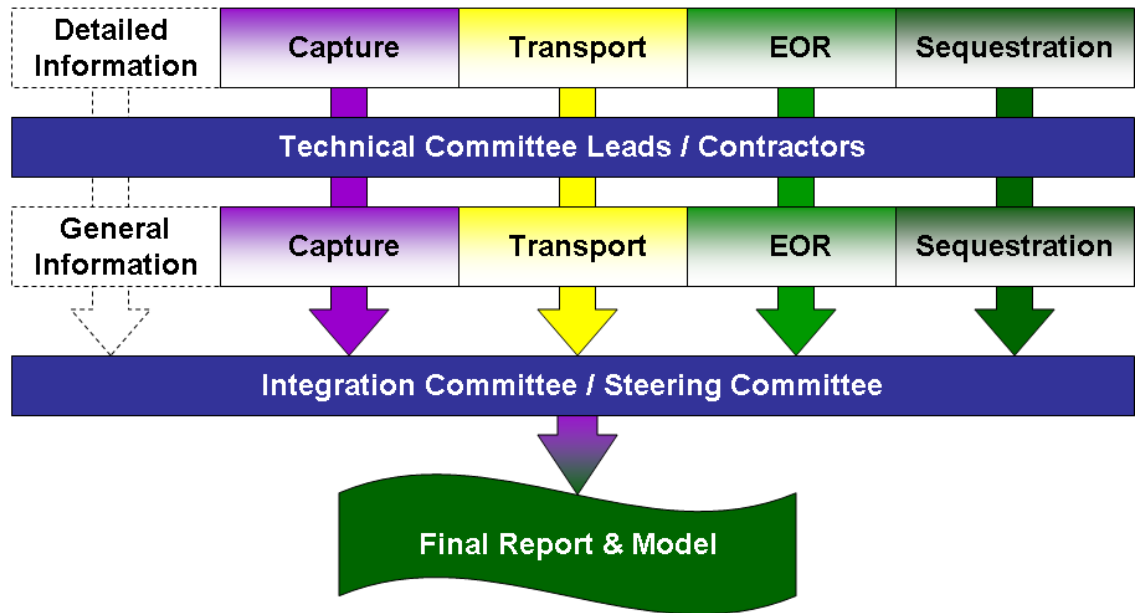 Detailed
Information
Capture
Transport
EOR
Sequestration
Technical Committee Leads / Contractors
General
Information
Capture
Transport
EOR
Sequestration
Integration Committee / Steering Committee
Final Report & Model